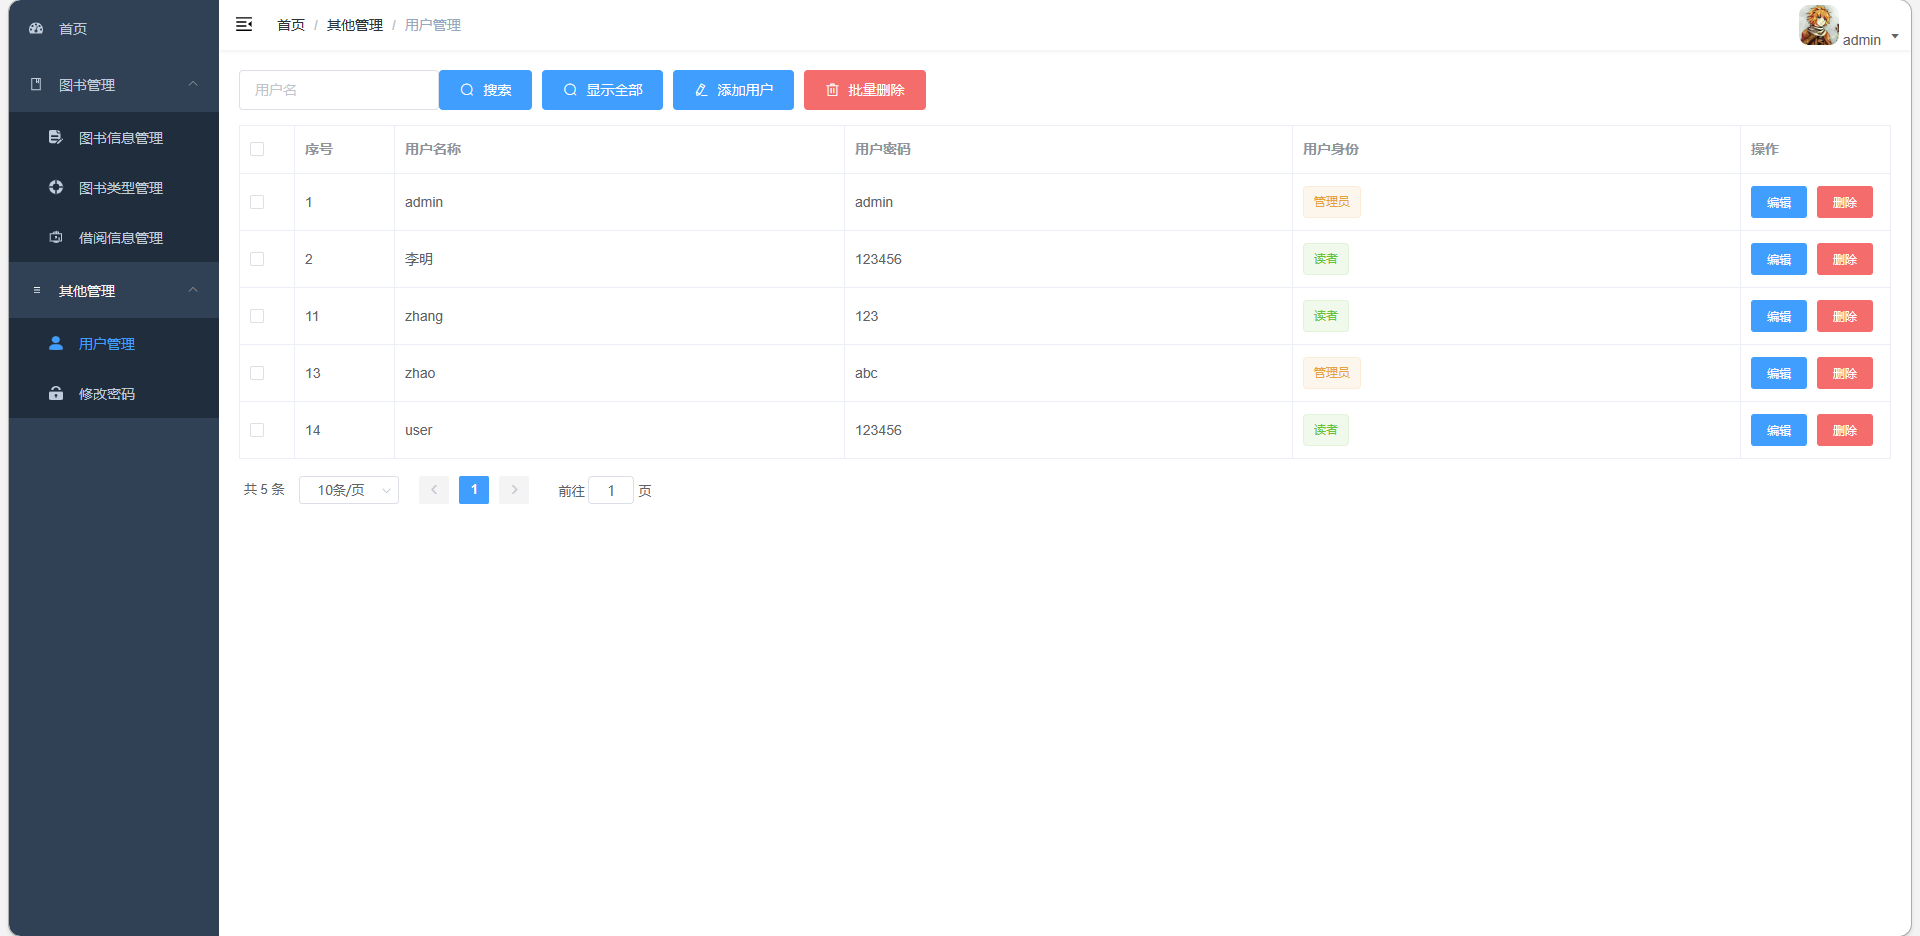 首页
图书管理
图书信息管理
图书类型管理
借阅信息管理
其他管理
用户管理
修改密码
首页 / 其他管理 / 用户管理
admin
用户名 搜索 显示全部 添加用户 批量删除
序号 用户名称 用户密码 用户身份 操作
1 admin admin 管理员 编辑 删除
2 李明 123456 读者 编辑 删除
11 zhang 123 读者 编辑 删除
13 zhao abc 管理员 编辑 删除
14 user 123456 读者 编辑 删除
共 5 条 10条/页 1 前往 1 页